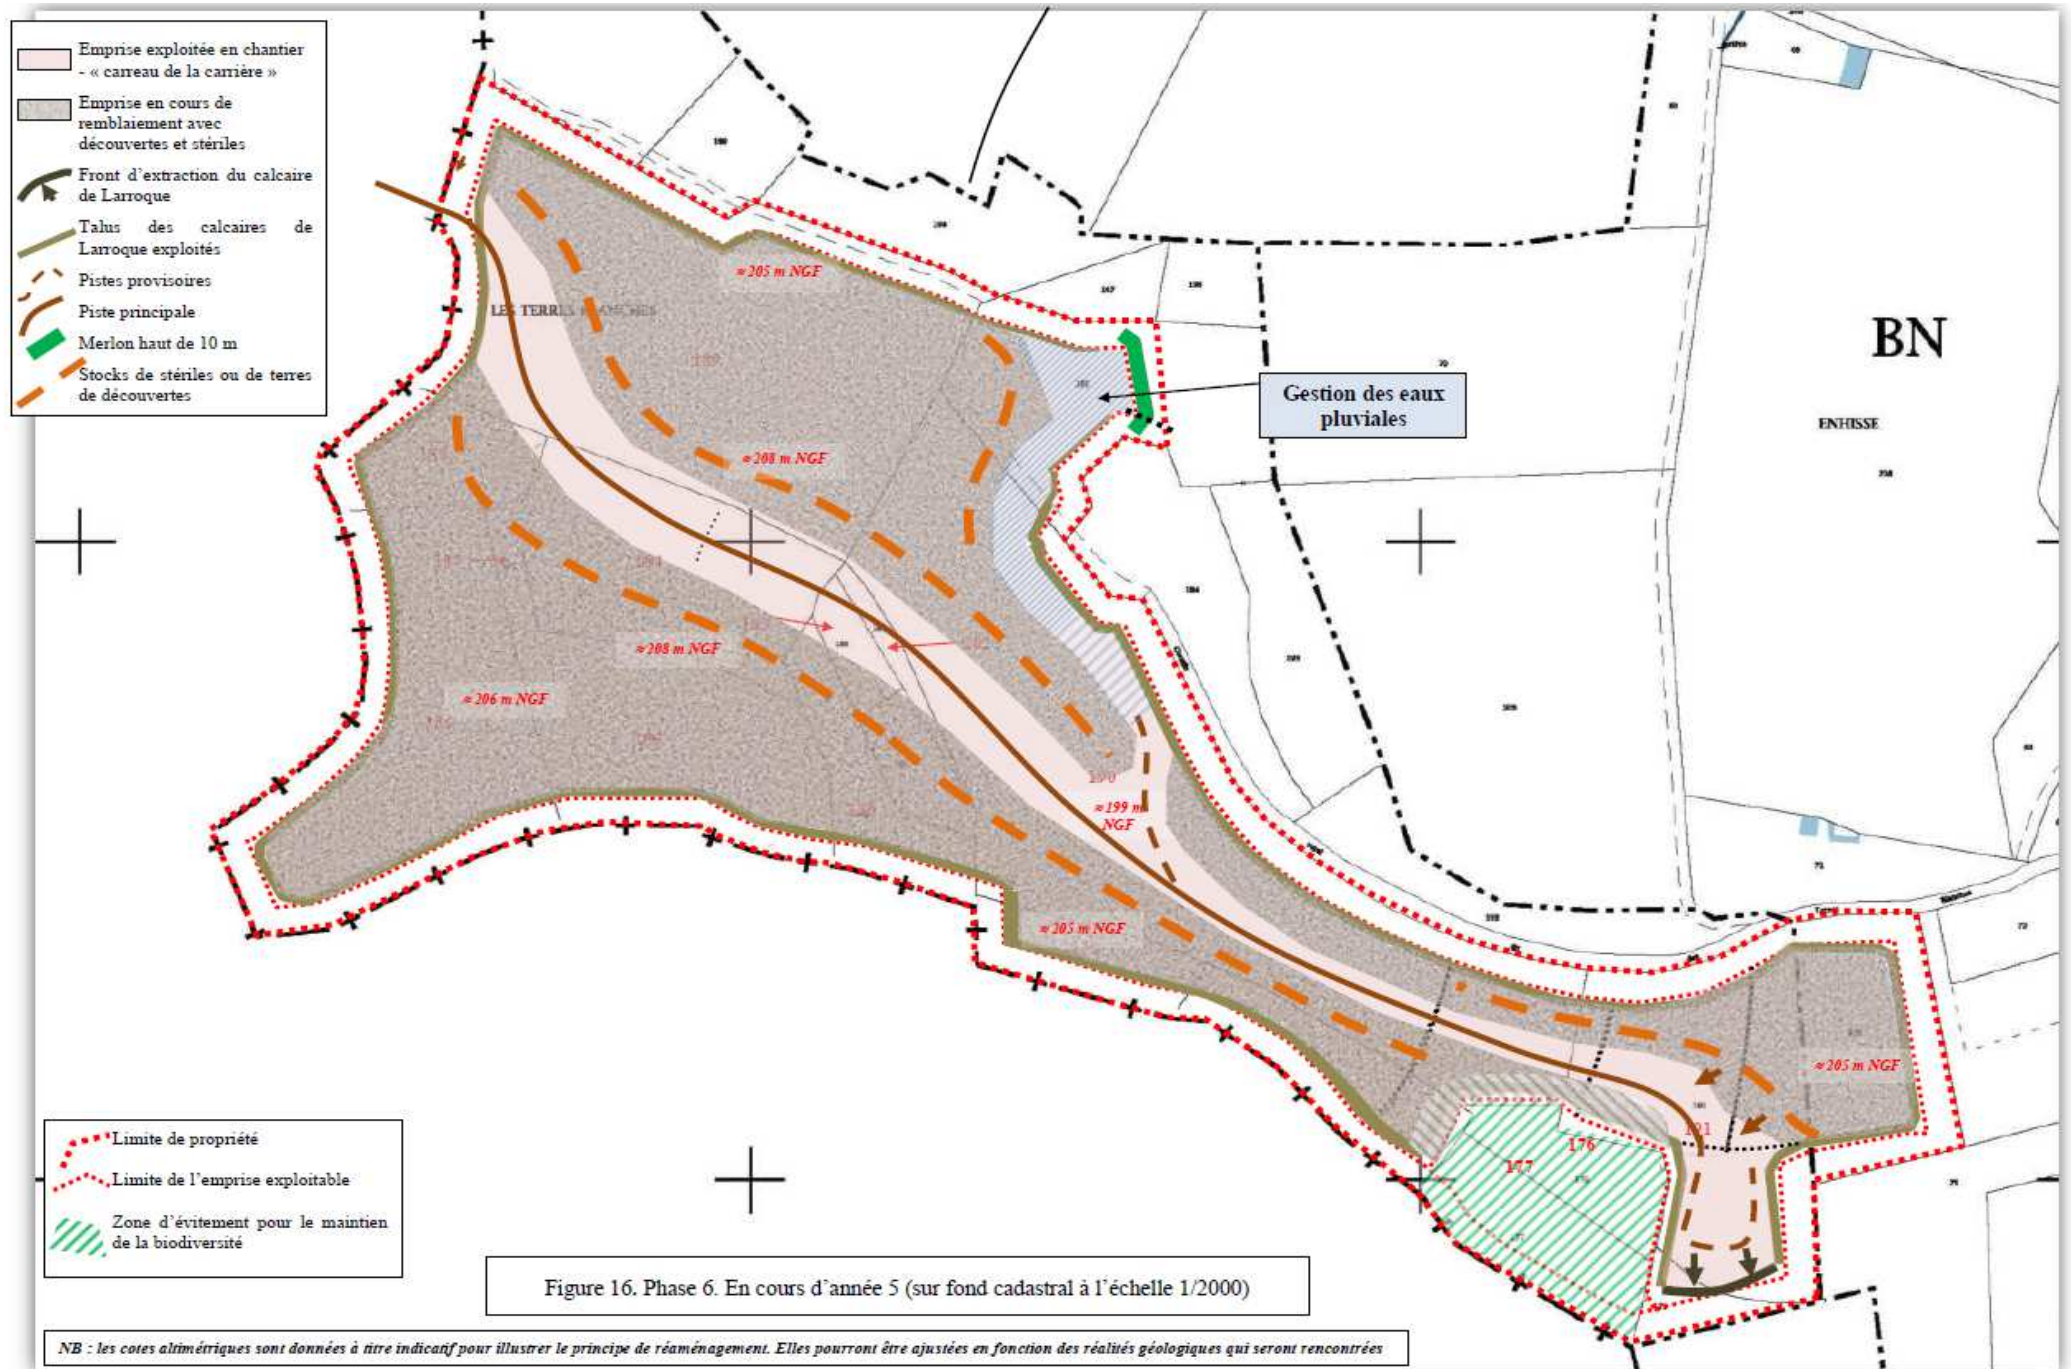 Emprise exploitée en chantier
- « carreau de la carrière »
Emprise en cours de
remblaiement avec
découvertes et stériles
Front d'extraction du calcaire
de Larroque
Talus des calcaires de
Larroque exploités
Pistes provisoires
Piste principale
Merlon haut de 10 m
Stocks de stériles ou de terres
de découvertes
≈ 205 m NGF
LES TERRES BLANCHES
≈ 208 m NGF
Gestion des eaux
pluviales
BN
ENHISSE
≈ 208 m NGF
≈ 206 m NGF
190
≈ 199 m
NGF
≈ 205 m NGF
≈ 205 m NGF
191
176
177
72
Limite de propriété
Limite de l'emprise exploitable
Zone d'évitement pour le maintien
de la biodiversité
Figure 16. Phase 6. En cours d'année 5 (sur fond cadastral à l'échelle 1/2000)
NB : les cotes altimétriques sont données à titre indicatif pour illustrer le principe de réaménagement. Elles pourront être ajustées en fonction des réalités géologiques qui seront rencontrées